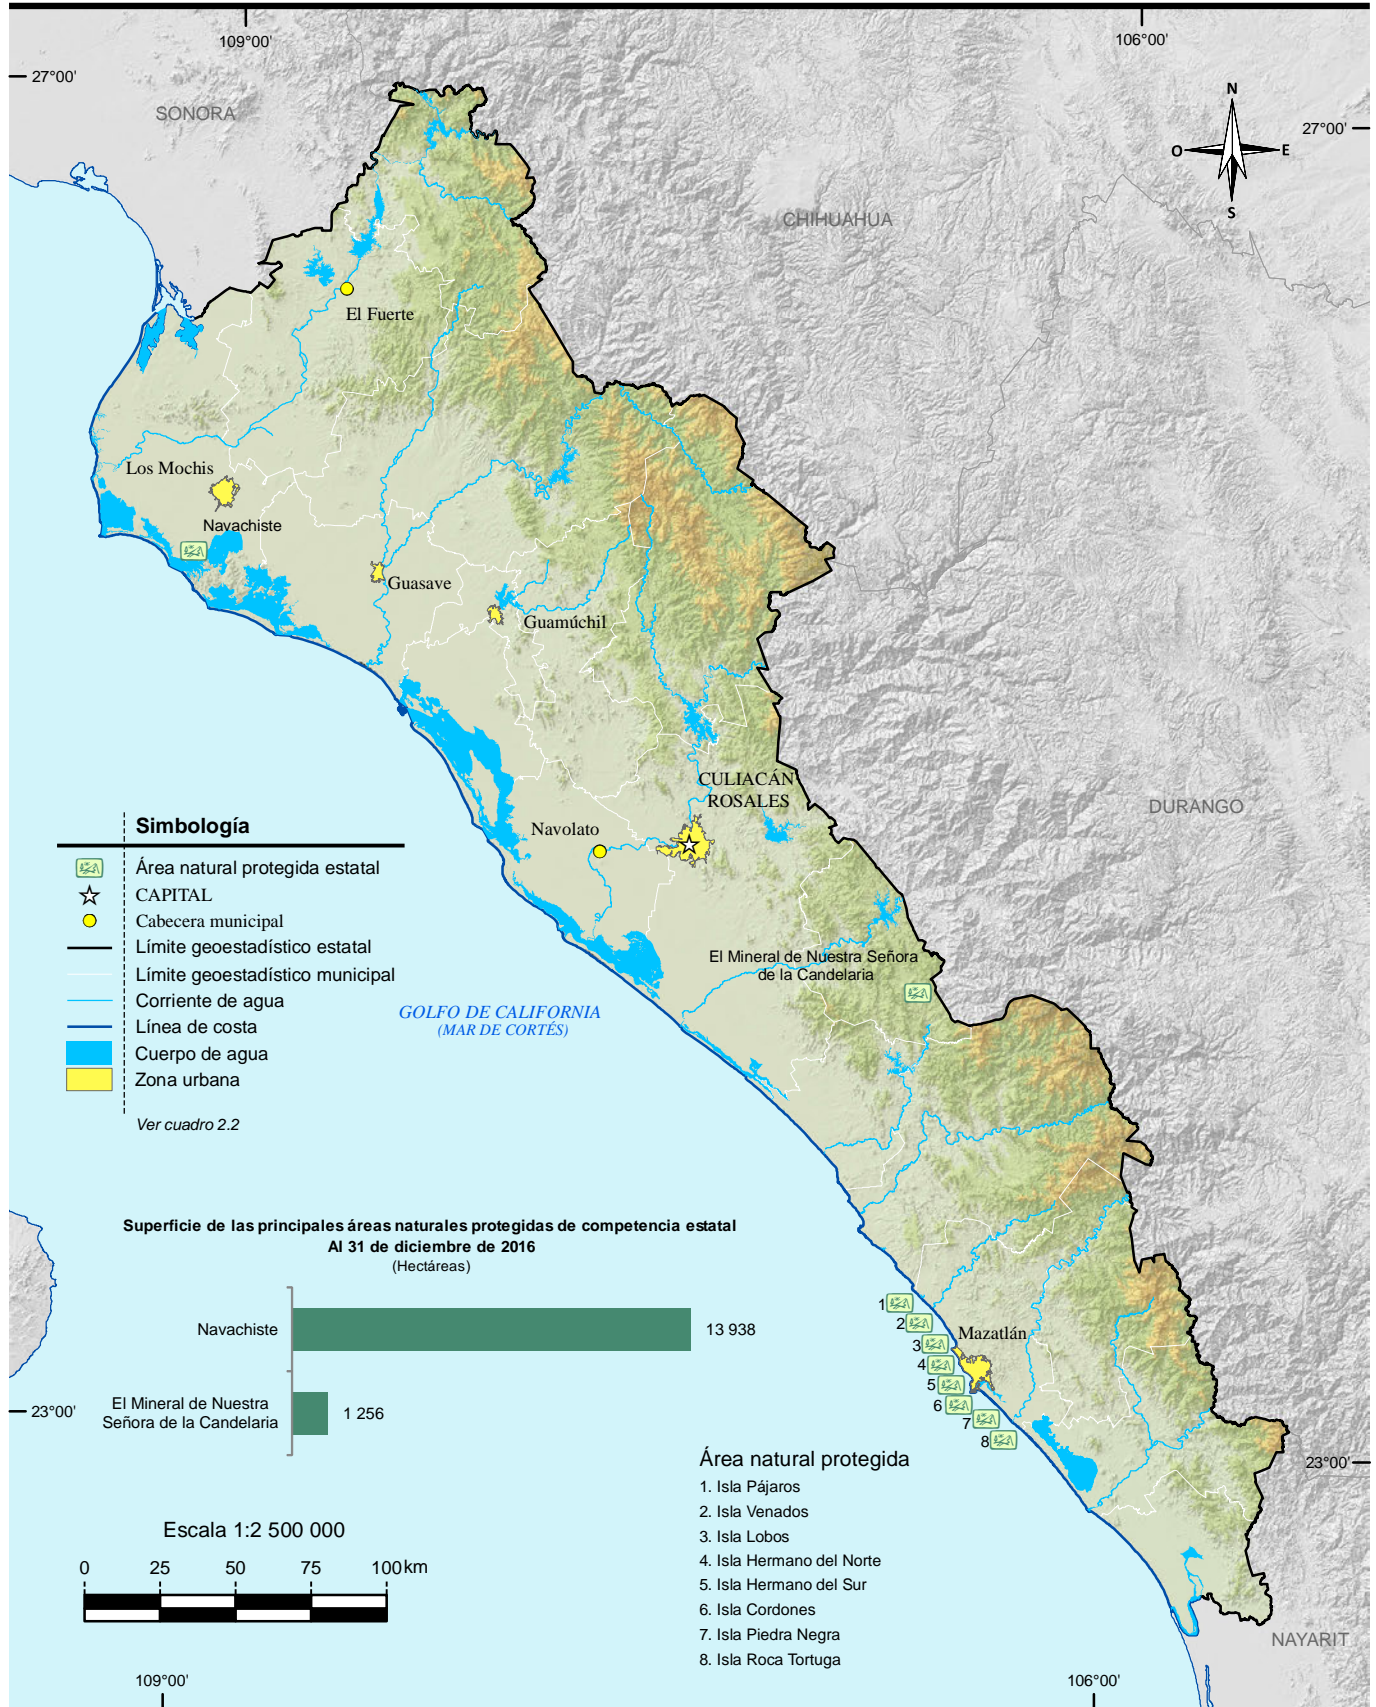 109°00'
106°00'
27°00'
27°00'
SONORA
N
O
E
S
CHIHUAHUA
El Fuerte
Los Mochis
Navachiste
Guasave
Guamúchil
CULIACÁN
ROSALES
DURANGO
Navolato
Simbología
Área natural protegida estatal
CAPITAL
Cabecera municipal
Límite geoestadístico estatal
Límite geoestadístico municipal
Corriente de agua
Línea de costa
Cuerpo de agua
Zona urbana
Ver cuadro 2.2
El Mineral de Nuestra Señora
de la Candelaria
GOLFO DE CALIFORNIA
(MAR DE CORTÉS)
Superficie de las principales áreas naturales protegidas de competencia estatal
Al 31 de diciembre de 2016
(Hectáreas)
Navachiste
13 938
El Mineral de Nuestra
Señora de la Candelaria
1 256
1
2
3
4
5
6
7
8
Mazatlán
23°00'
23°00'
Área natural protegida
1. Isla Pájaros
2. Isla Venados
3. Isla Lobos
4. Isla Hermano del Norte
5. Isla Hermano del Sur
6. Isla Cordones
7. Isla Piedra Negra
8. Isla Roca Tortuga
Escala 1:2 500 000
0 25 50 75 100 km
NAYARIT
109°00'
106°00'